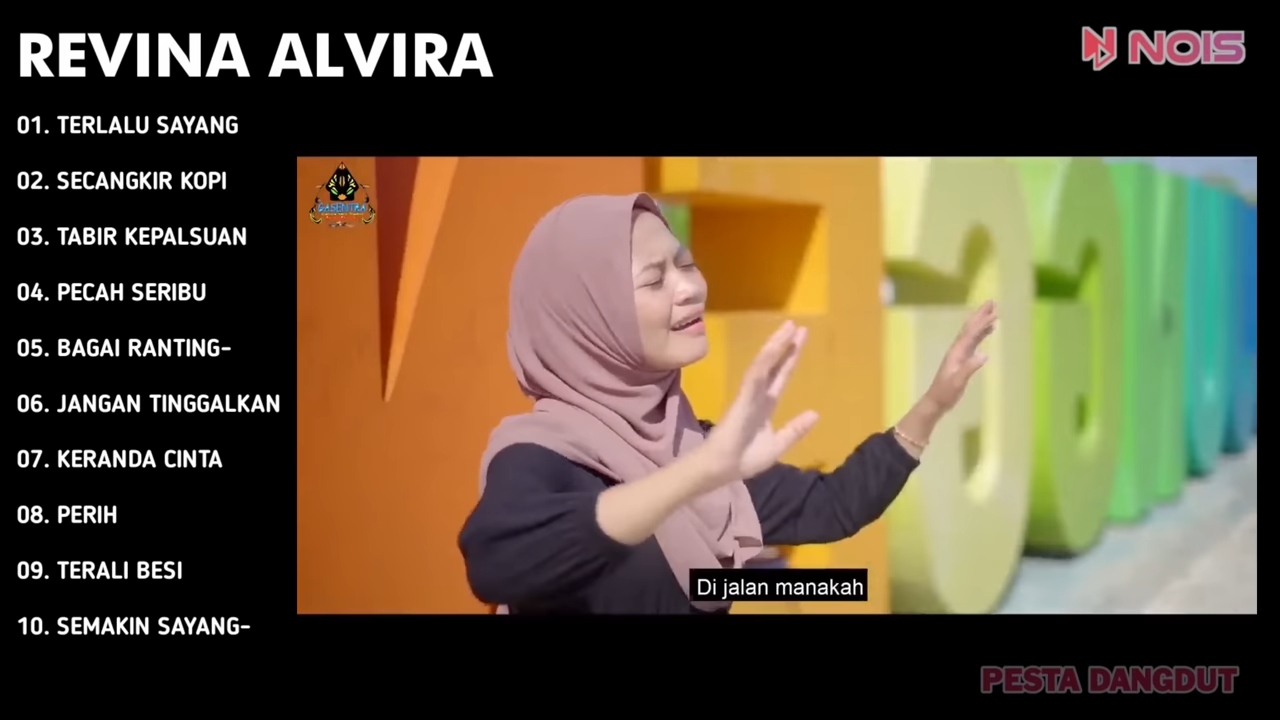 REVINA ALVIRA
NOIS
01. TERLALU SAYANG
02. SECANGKIR KOPI
03. TABIR KEPALSUAN
04. PECAH SERIBU
05. BAGAI RANTING-
06. JANGAN TINGGALKAN
07. KERANDA CINTA
08. PERIH
09. TERALI BESI
10. SEMAKIN SAYANG-
Di jalan manakah
PESTA DANGDUT